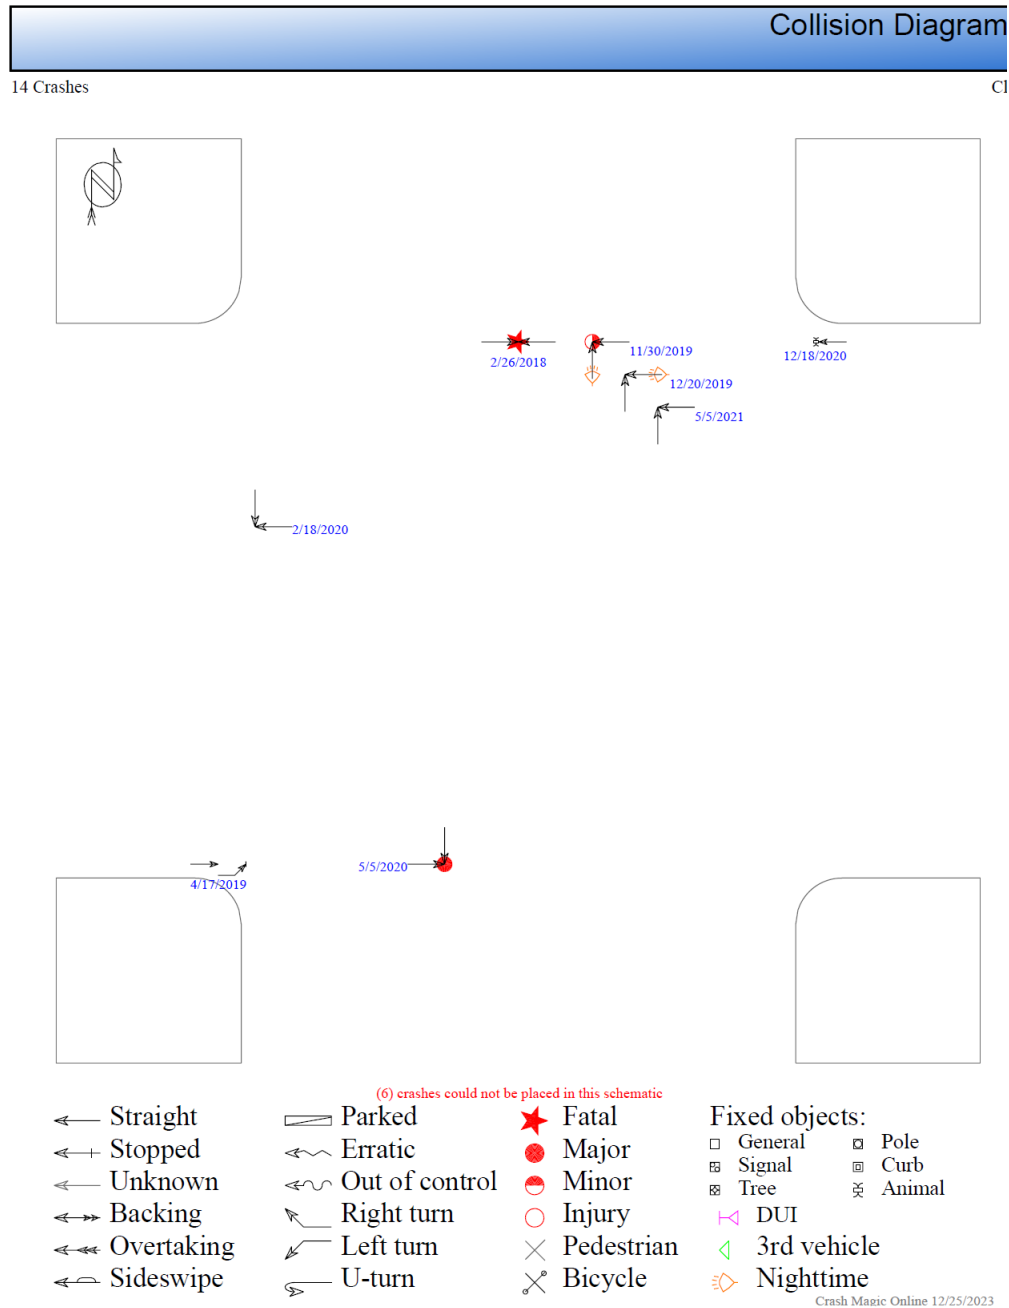 Collision Diagram
14 Crashes
2/26/2018
11/30/2019
12/18/2020
12/20/2019
5/5/2021
2/18/2020
5/5/2020
4/17/2019
(6) crashes could not be placed in this schematic
Straight Parked Fatal Fixed objects:
Stopped Erratic Major General Pole
Unknown Out of control Minor Signal Curb
Backing Right turn Injury Tree Animal
Overtaking Left turn Pedestrian DUI
Sideswipe U-turn Bicycle 3rd vehicle
Nighttime
Crash Magic Online 12/25/2023